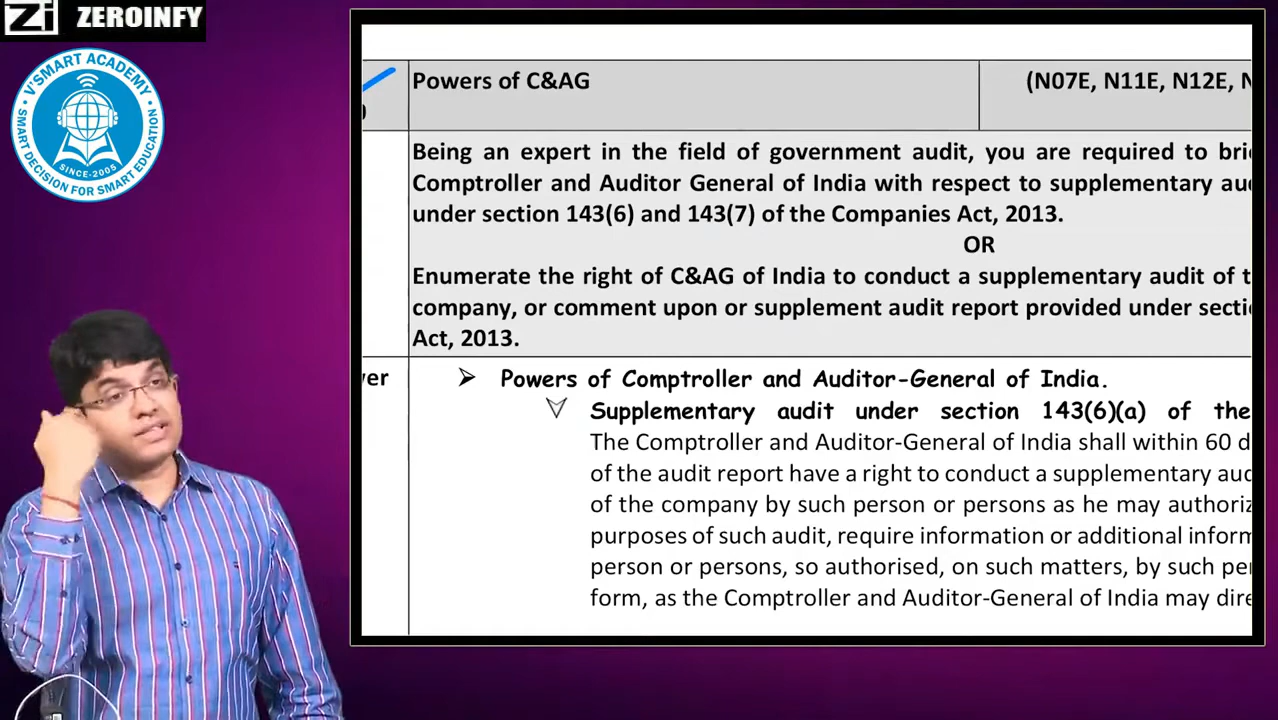 Zi ZEROINFY
V'SMART ACADEMY
SINCE-2005
SMART DECISION FOR SMART EDUCATION
Powers of C&AG (N07E, N11E, N12E, N
)
Being an expert in the field of government audit, you are required to bri
Comptroller and Auditor General of India with respect to supplementary au
under section 143(6) and 143(7) of the Companies Act, 2013.
OR
Enumerate the right of C&AG of India to conduct a supplementary audit of t
company, or comment upon or supplement audit report provided under secti
Act, 2013.
er
Powers of Comptroller and Auditor-General of India.
Supplementary audit under section 143(6)(a) of the
The Comptroller and Auditor-General of India shall within 60 d
of the audit report have a right to conduct a supplementary au
of the company by such person or persons as he may authoriz
purposes of such audit, require information or additional inform
person or persons, so authorised, on such matters, by such pe
form, as the Comptroller and Auditor-General of India may dire